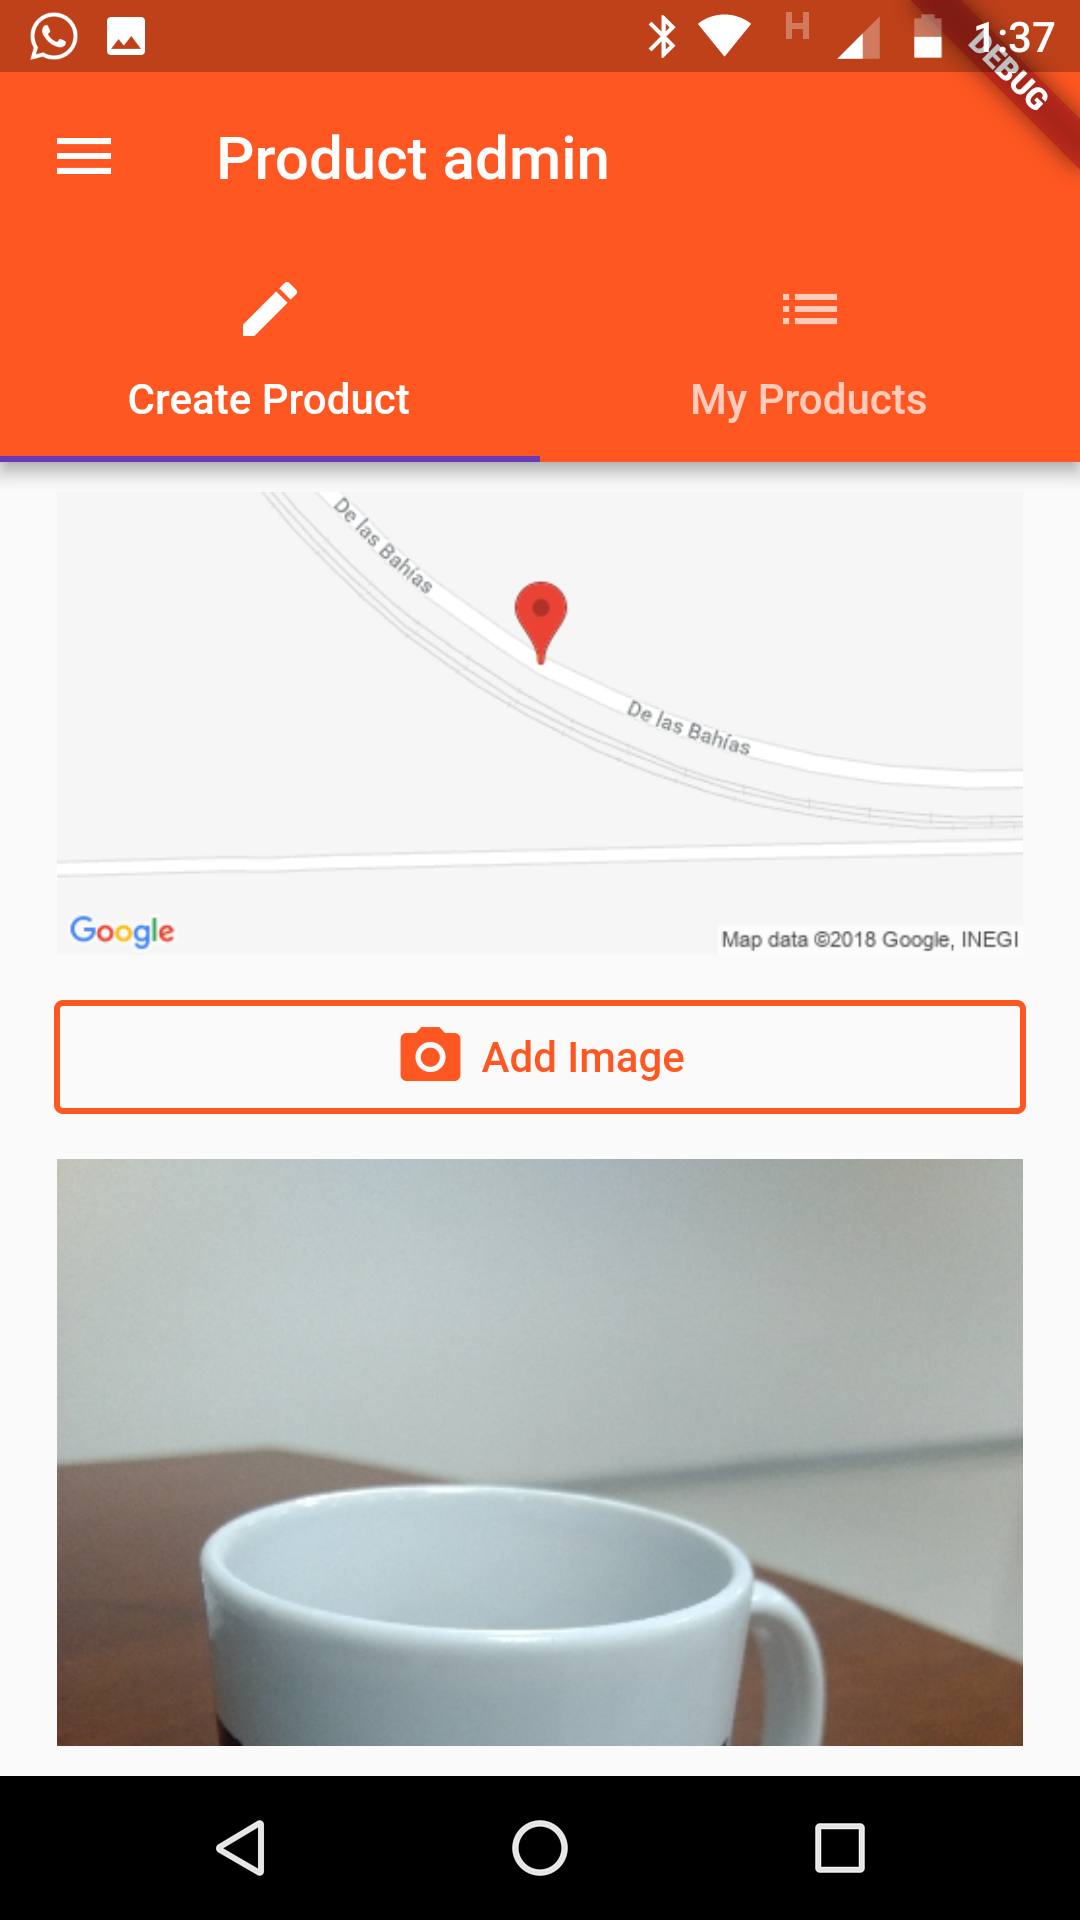 H
1:37
DEBUG
Product admin
Create Product
My Products
De las Bahías
De las Bahías
Google
Map data ©2018 Google, INEGI
Add Image